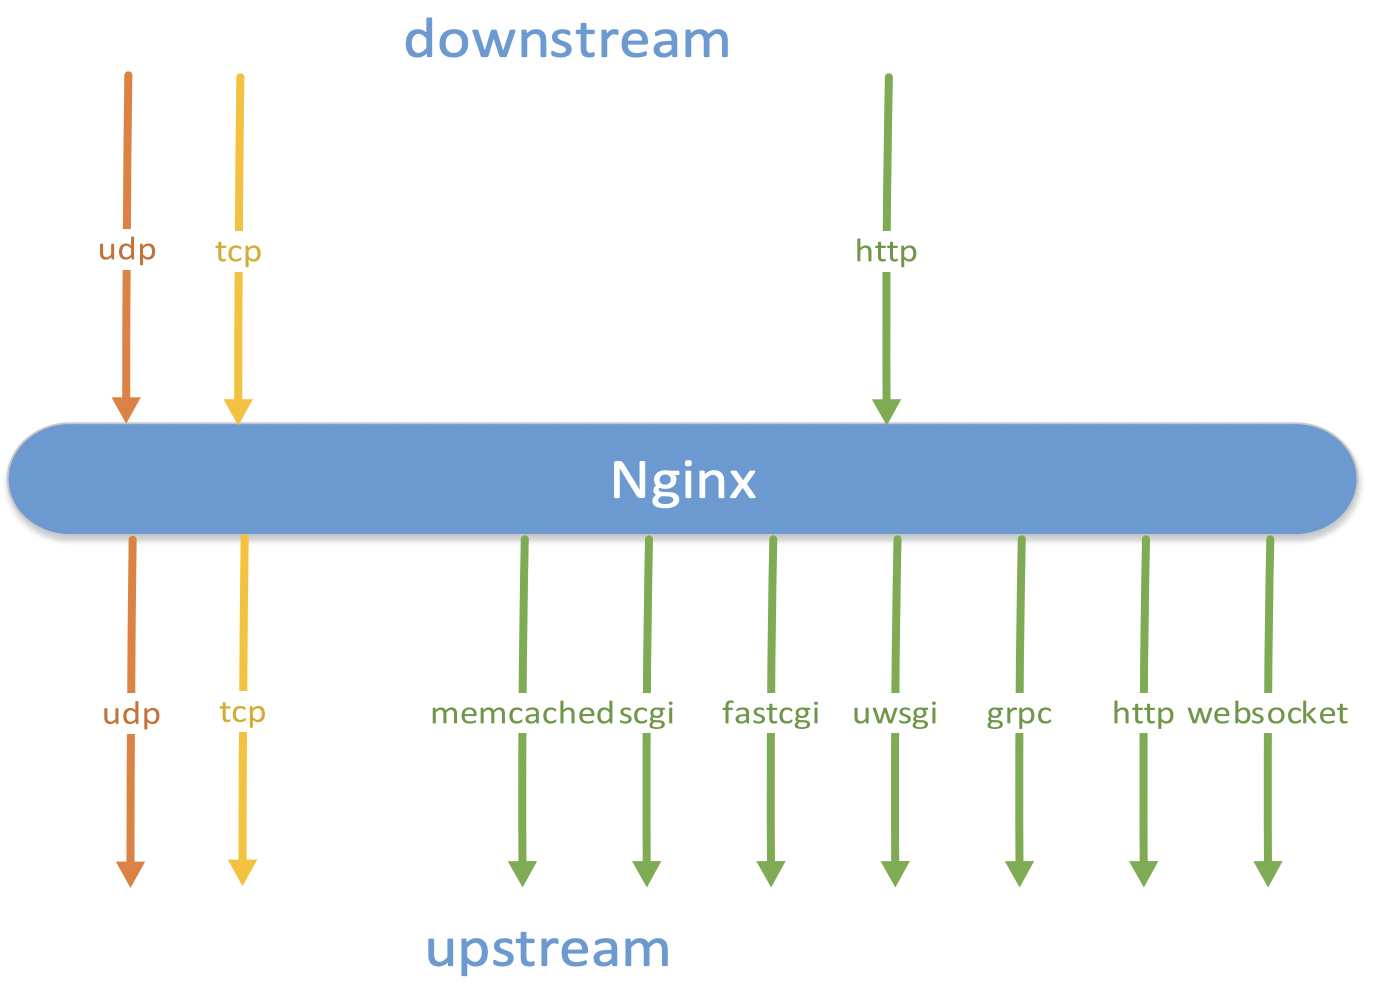 downstream
udp tcp http
Nginx
udp tcp memcached scgi fastcgi uwsgi grpc http websocket
upstream